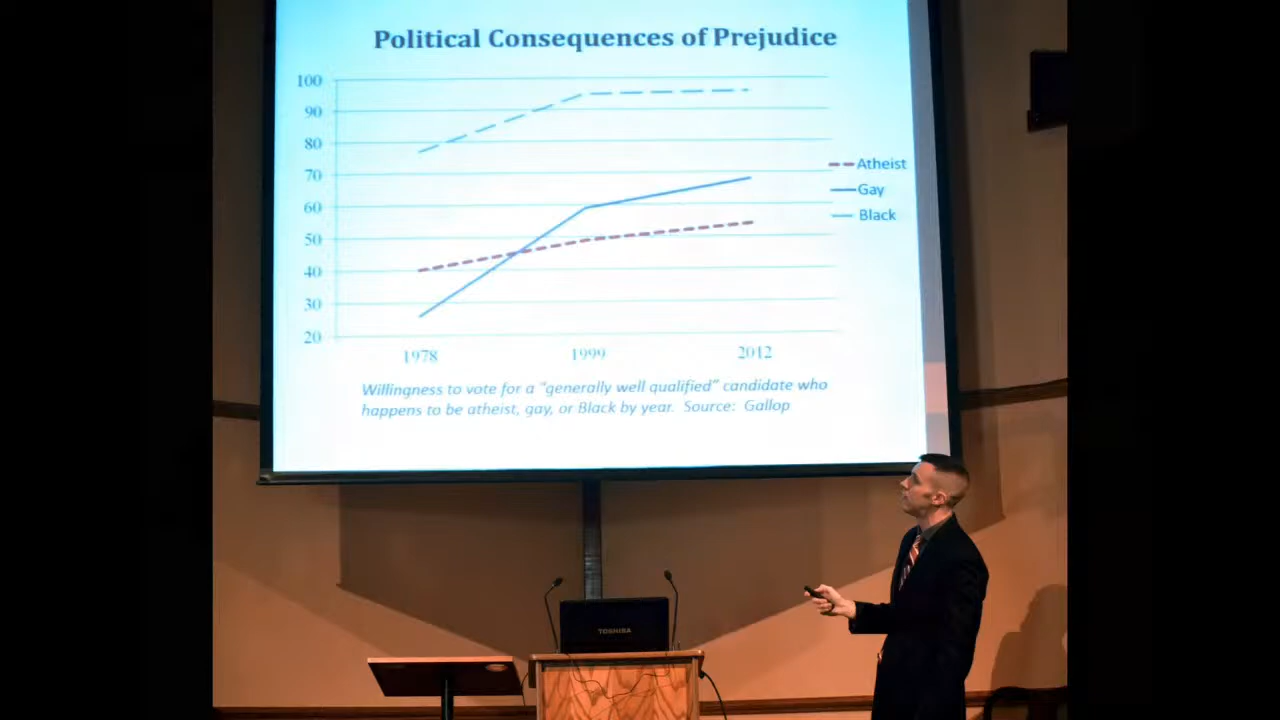 Political Consequences of Prejudice
100
90
80
70
60
50
40
30
20
1978 1999 2012
Atheist
Gay
Black
Willingness to vote for a “generally well qualified” candidate who
happens to be atheist, gay, or Black by year. Source: Gallop
TOSHIBA